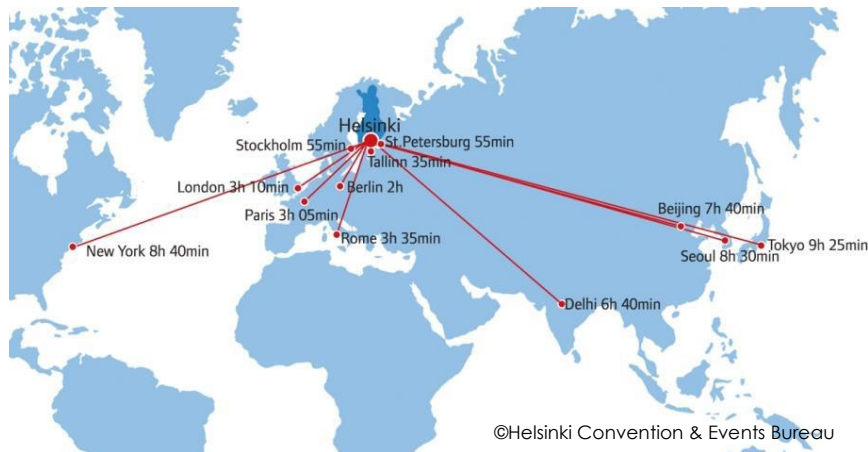 Helsinki
Stockholm 55min
St.Petersburg 55min
Tallinn 35min
London 3h 10min
Berlin 2h
Paris 3h 05min
Rome 3h 35min
New York 8h 40min
Beijing 7h 40min
Tokyo 9h 25min
Seoul 8h 30min
Delhi 6h 40min
©Helsinki Convention & Events Bureau